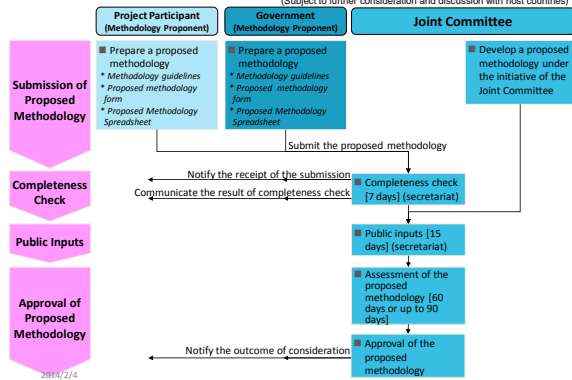 (Subject to further consideration and discussion with host countries)
Project Participant
(Methodology Proponent)
Government
(Methodology Proponent)
Joint Committee
Submission of
Proposed
Methodology
■ Prepare a proposed
methodology
* Methodology guidelines
* Proposed methodology
form
* Proposed Methodology
Spreadsheet
■ Prepare a proposed
methodology
* Methodology guidelines
* Proposed methodology
form
* Proposed Methodology
Spreadsheet
■ Develop a proposed
methodology under
the initiative of the
Joint Committee
Submit the proposed methodology
Completeness
Check
Notify the receipt of the submission
Communicate the result of completeness check
■ Completeness check
[7 days] (secretariat)
Public Inputs
■ Public inputs [15
days] (secretariat)
Approval of
Proposed
Methodology
■ Assessment of the
proposed
methodology [60
days or up to 90
days]
Notify the outcome of consideration
■ Approval of the
proposed
methodology
2014/2/4